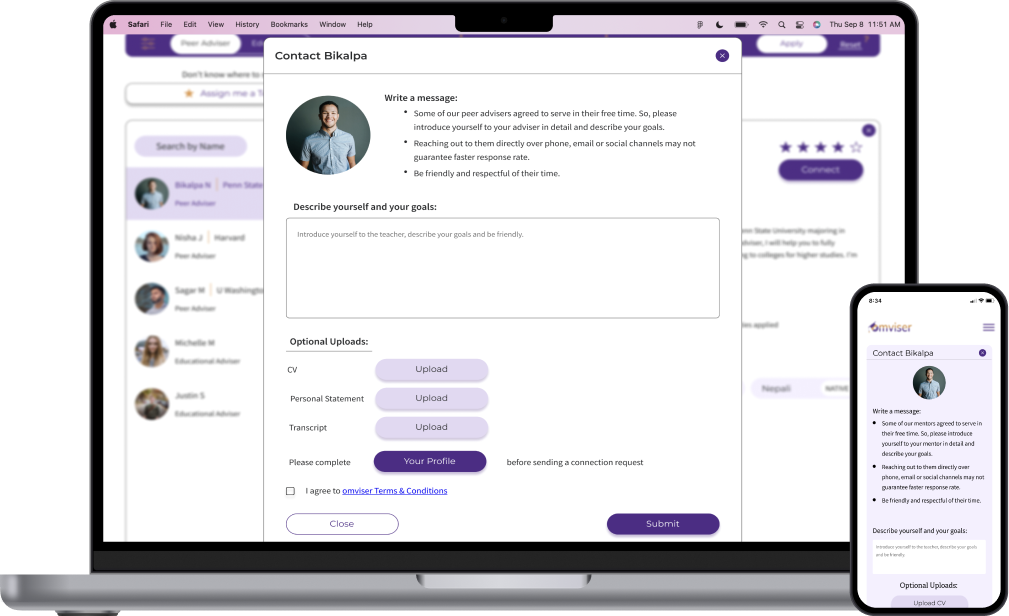 Safari File Edit View History Bookmarks Window Help Thu Sep 8 11:51 AM
Peer Adviser
Apply
Reset
Don't know where to
Assign me a
Search by Name
Bikalpa N Penn State
Peer Adviser
Nisha J Harvard
Peer Adviser
Sagar M U Washington
Peer Adviser
Michelle M
Educational Adviser
Justin S
Educational Adviser
Contact Bikalpa
Write a message:
• Some of our peer advisers agreed to serve in their free time. So, please
introduce yourself to your adviser in detail and describe your goals.
• Reaching out to them directly over phone, email or social channels may not
guarantee faster response rate.
• Be friendly and respectful of their time.
Describe yourself and your goals:
Introduce yourself to the teacher, describe your goals and be friendly.
Optional Uploads:
CV Upload
Personal Statement Upload
Transcript Upload
Please complete Your Profile before sending a connection request
I agree to omviser Terms & Conditions
Close Submit
Connect
State University majoring in
I will help you to fully
to colleges for higher studies. I'm
applied
Nepali NATIVE
8:34
omviser
Contact Bikalpa
Write a message:
• Some of our mentors agreed to serve in
their free time. So, please introduce
yourself to your mentor in detail and
describe your goals.
• Reaching out to them directly over
phone, email or social channels may not
guarantee faster response rate.
• Be friendly and respectful of their time.
Describe yourself and your goals:
Introduce yourself to the teacher, describe your goals
and be friendly.
Optional Uploads:
Upload CV